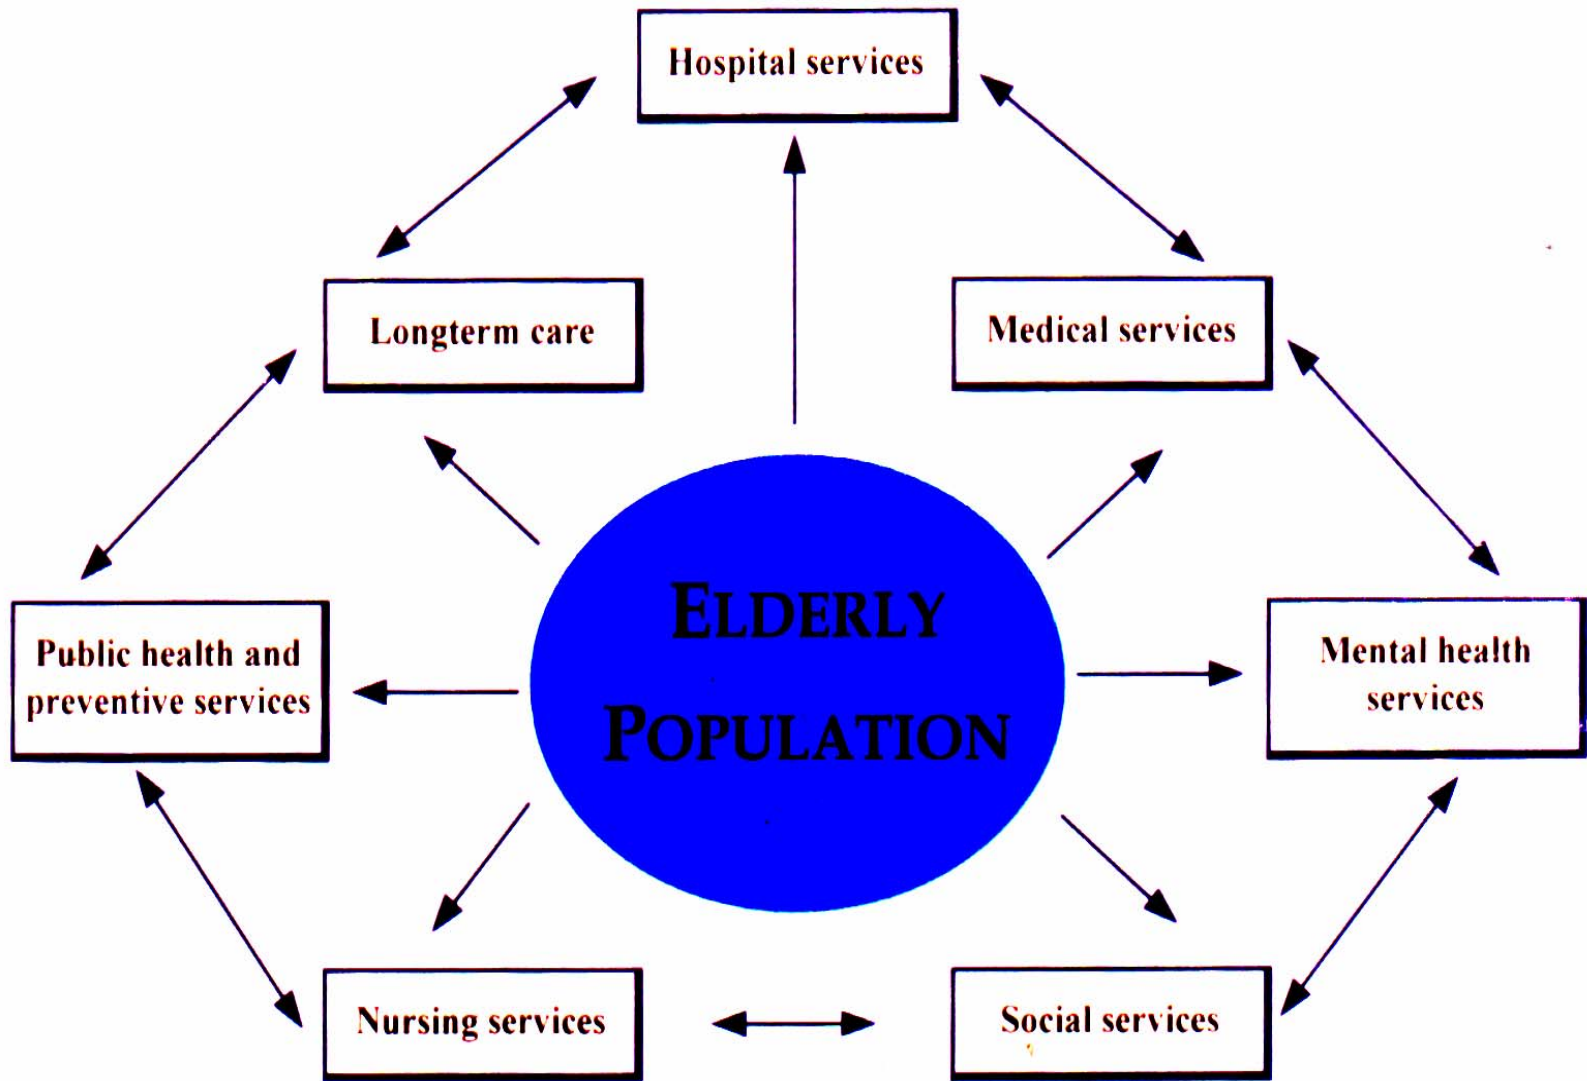 Hospital services
Longterm care
Medical services
ELDERLY
POPULATION
Public health and
preventive services
Mental health
services
Nursing services
Social services